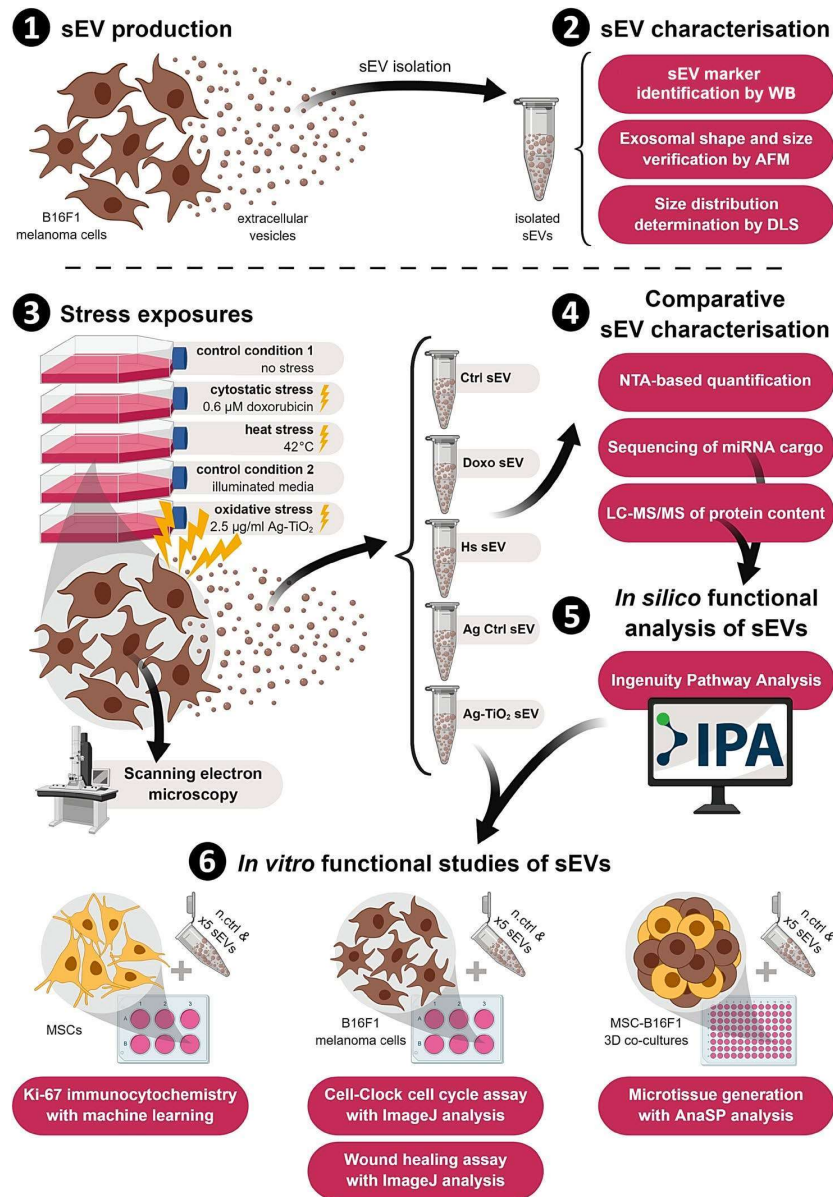 1 sEV production
sEV isolation
B16F1
melanoma cells
extracellular
vesicles
isolated
sEVs
2 sEV characterisation
sEV marker
identification by WB
Exosomal shape and size
verification by AFM
Size distribution
determination by DLS
3 Stress exposures
control condition 1
no stress
cytostatic stress
0.6 µM doxorubicin
heat stress
42°C
control condition 2
illuminated media
oxidative stress
2.5 µg/ml Ag-TiO₂
Scanning electron
microscopy
Ctrl sEV
Doxo sEV
Hs sEV
Ag Ctrl sEV
Ag-TiO₂ sEV
4 Comparative
sEV characterisation
NTA-based quantification
Sequencing of miRNA cargo
LC-MS/MS of protein content
5 In silico functional
analysis of sEVs
Ingenuity Pathway Analysis
IPA
6 In vitro functional studies of sEVs
n.ctrl &
x5 sEVs
MSCs
1 2 3
A
B
Ki-67 immunocytochemistry
with machine learning
n.ctrl &
x5 sEVs
B16F1
melanoma cells
1 2 3
A
B
Cell-Clock cell cycle assay
with ImageJ analysis
Wound healing assay
with ImageJ analysis
n.ctrl &
x5 sEVs
MSC-B16F1
3D co-cultures
Microtissue generation
with AnaSP analysis